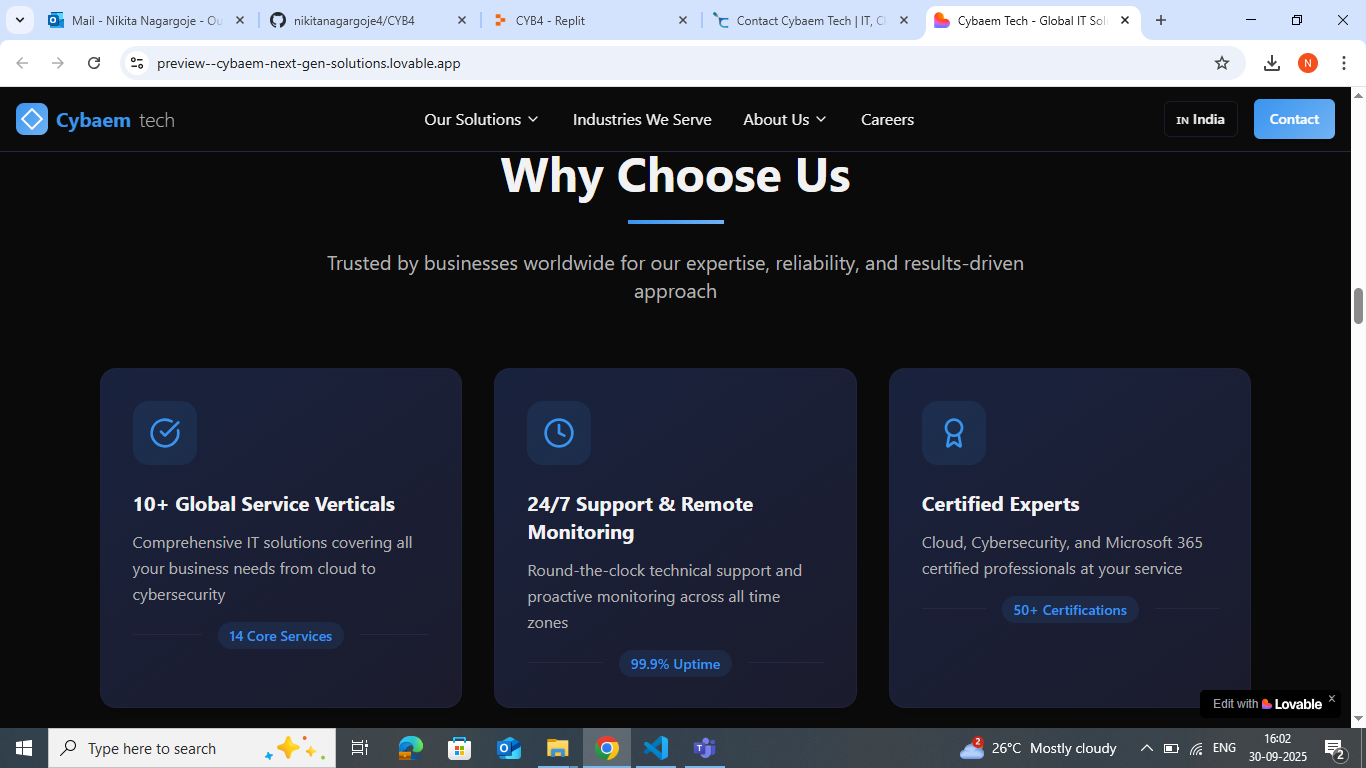 Mail - Nikita Nagargoje - Ou
nikitanagargoje4/CYB4
CYB4 - Replit
Contact Cybaem Tech | IT, C
Cybaem Tech - Global IT Sol
preview--cybaem-next-gen-solutions.lovable.app
N
Cybaem tech
Our Solutions
Industries We Serve
About Us
Careers
IN India
Contact
Why Choose Us
Trusted by businesses worldwide for our expertise, reliability, and results-driven
approach
10+ Global Service Verticals
Comprehensive IT solutions covering all
your business needs from cloud to
cybersecurity
14 Core Services
24/7 Support & Remote
Monitoring
Round-the-clock technical support and
proactive monitoring across all time
zones
99.9% Uptime
Certified Experts
Cloud, Cybersecurity, and Microsoft 365
certified professionals at your service
50+ Certifications
Edit with Lovable
Type here to search
2
26°C Mostly cloudy
ENG
16:02
30-09-2025
2